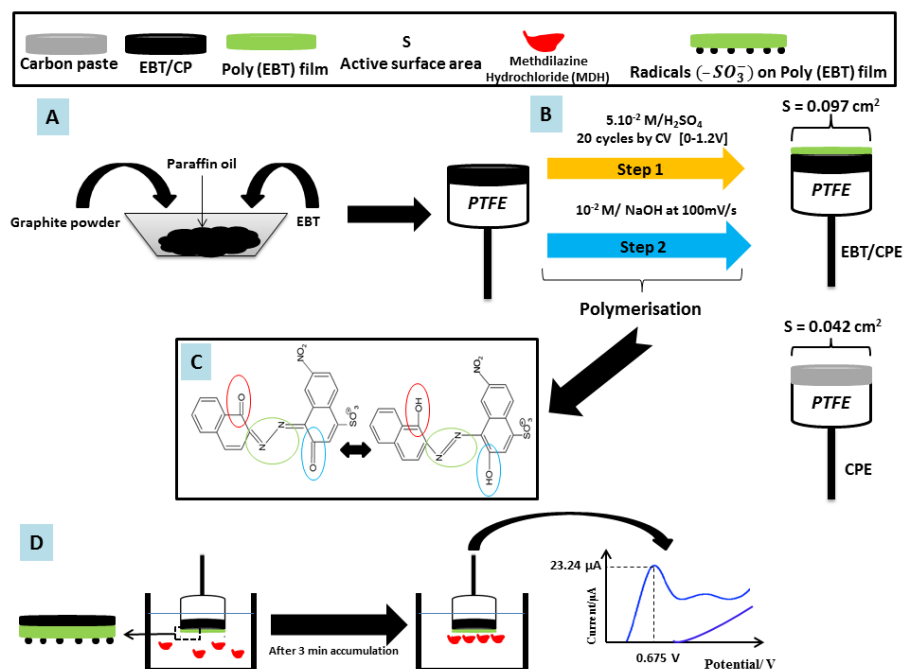 Carbon paste
EBT/CP
Poly (EBT) film
S
Active surface area
Methdilazine
Hydrochloride (MDH)
Radicals (−SO₃⁻) on Poly (EBT) film
A
Paraffin oil
Graphite powder
EBT
PTFE
B
5.10⁻² M/H₂SO₄
20 cycles by CV [0-1.2V]
Step 1
10⁻² M/ NaOH at 100mV/s
Step 2
Polymerisation
S = 0.097 cm²
PTFE
EBT/CPE
S = 0.042 cm²
PTFE
CPE
C
NO₂
O
N
N
SO₃
O
NO₂
OH
N
N
SO₃
HO
D
After 3 min accumulation
23.24 µA
Current/µA
0.675 V
Potential/ V